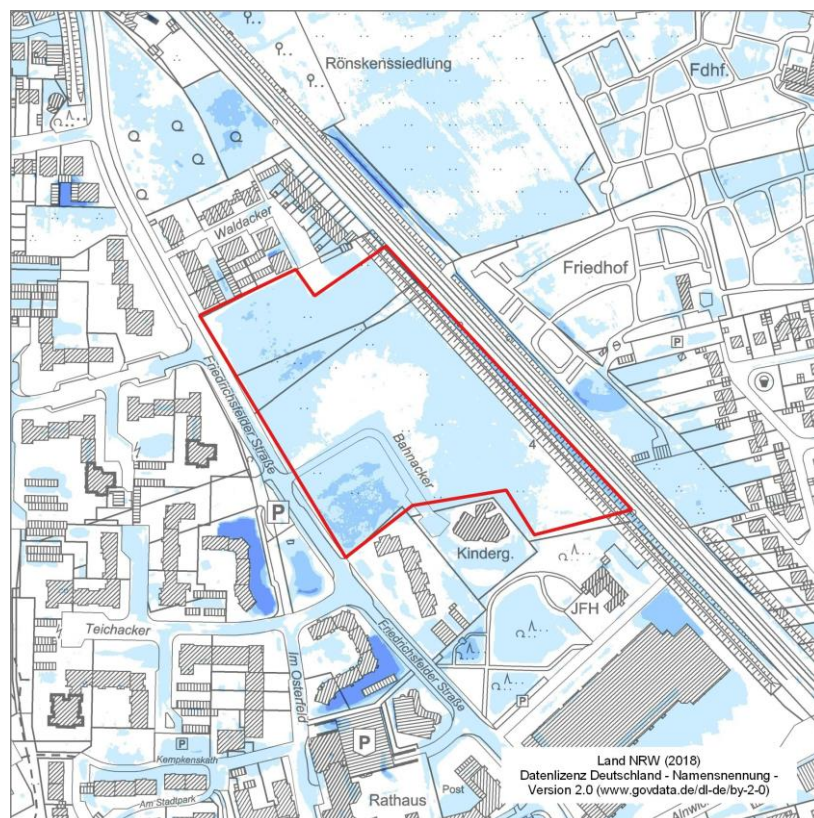 Rönskenssiedlung
Fdhf.
Waldacker
Friedhof
P
Friedrichsfelder Straße
4
Bahnacker
P
Kinderg.
JFH
Teichacker
Im Osterfeld
Friedrichsfelder Straße
P
P
P
Kempkenskath
Am Stadtpark
Rathaus
Post
Land NRW (2018)
Datenlizenz Deutschland - Namensnennung -
Version 2.0 (www.govdata.de/dl-de/by-2-0)